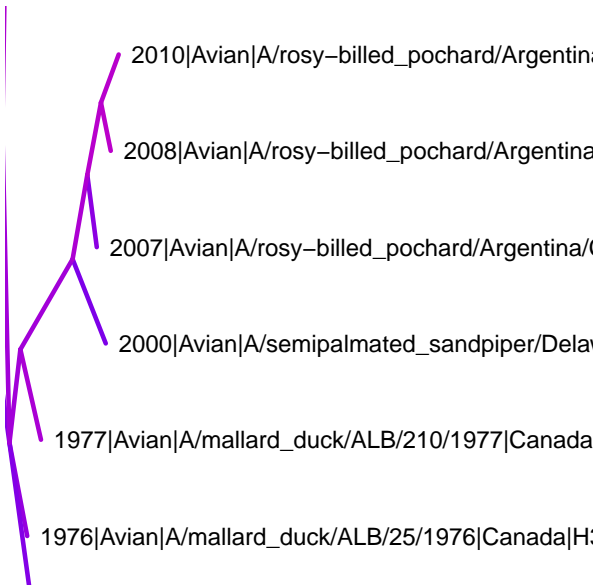 2010|Avian|A/rosy−billed_pochard/Argentina
2008|Avian|A/rosy−billed_pochard/Argentina
2007|Avian|A/rosy−billed_pochard/Argentina/
2000|Avian|A/semipalmated_sandpiper/Delaw
1977|Avian|A/mallard_duck/ALB/210/1977|Canada
1976|Avian|A/mallard_duck/ALB/25/1976|Canada|H3